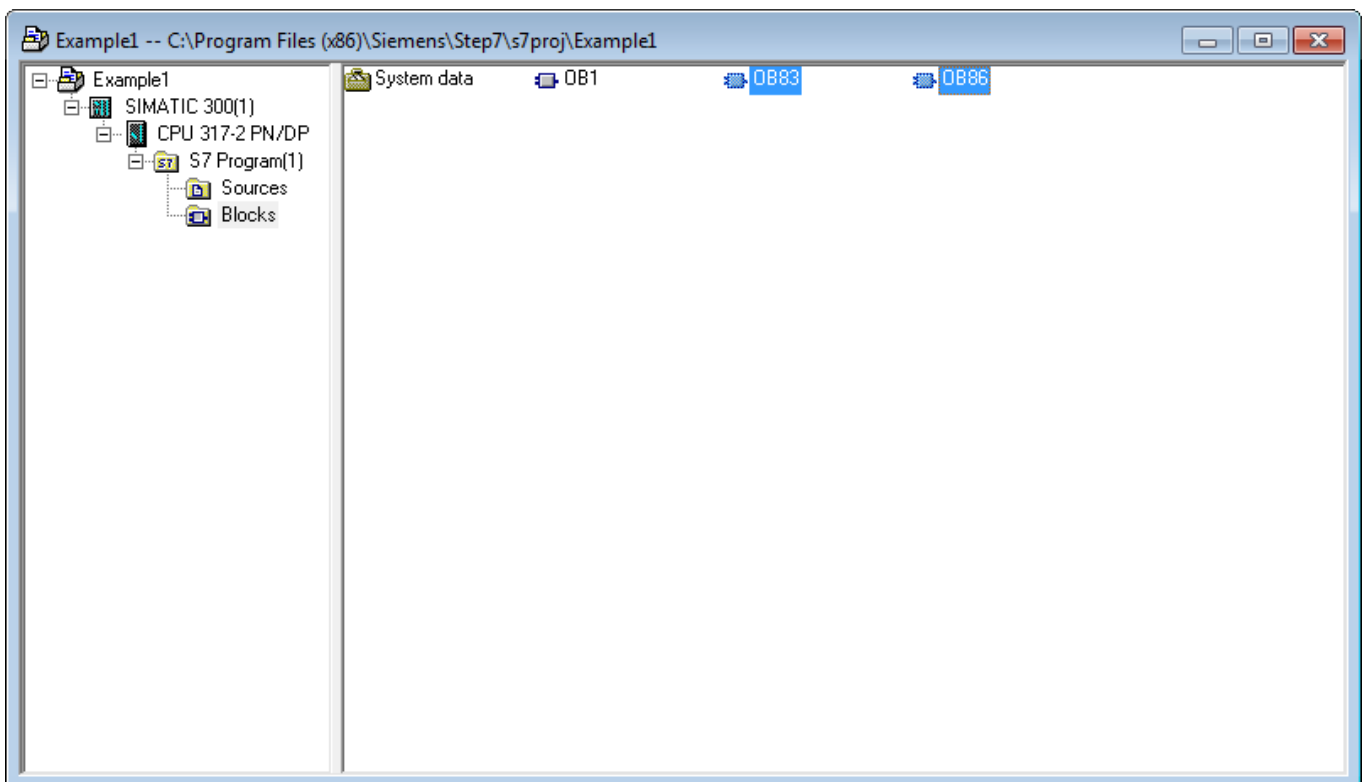 Example1 -- C:\Program Files (x86)\Siemens\Step7\s7proj\Example1
Example1
SIMATIC 300(1)
CPU 317-2 PN/DP
S7 Program(1)
Sources
Blocks
System data OB1 OB83 OB86